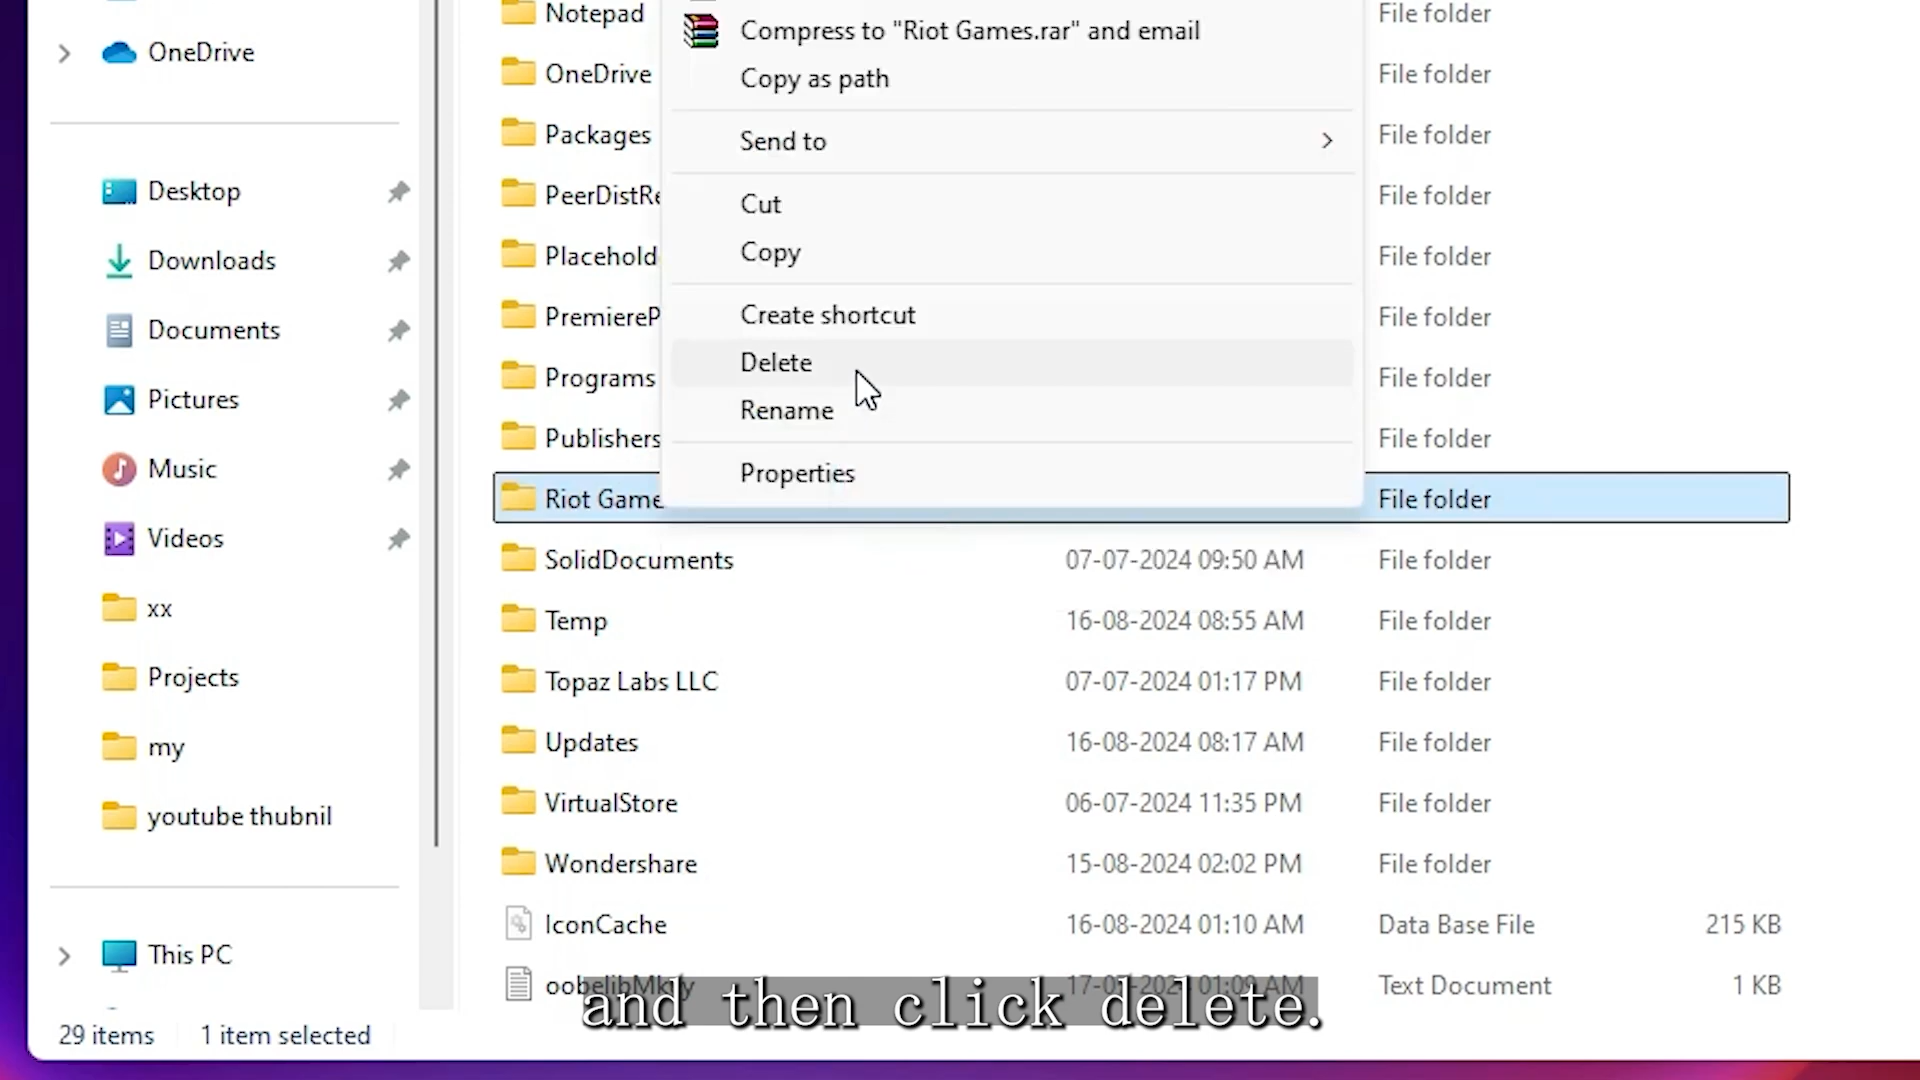 OneDrive
Desktop
Downloads
Documents
Pictures
Music
Videos
xx
Projects
my
youtube thubnil
This PC
29 items 1 item selected
Notepad File folder
OneDrive File folder
Packages File folder
PeerDistRe File folder
Placehold File folder
PremiereP File folder
Programs File folder
Publishers File folder
Riot Game File folder
SolidDocuments 07-07-2024 09:50 AM File folder
Temp 16-08-2024 08:55 AM File folder
Topaz Labs LLC 07-07-2024 01:17 PM File folder
Updates 16-08-2024 08:17 AM File folder
VirtualStore 06-07-2024 11:35 PM File folder
Wondershare 15-08-2024 02:02 PM File folder
IconCache 16-08-2024 01:10 AM Data Base File 215 KB
Text Document 1 KB
Compress to "Riot Games.rar" and email
Copy as path
Send to
Cut
Copy
Create shortcut
Delete
Rename
Properties
and then click delete.